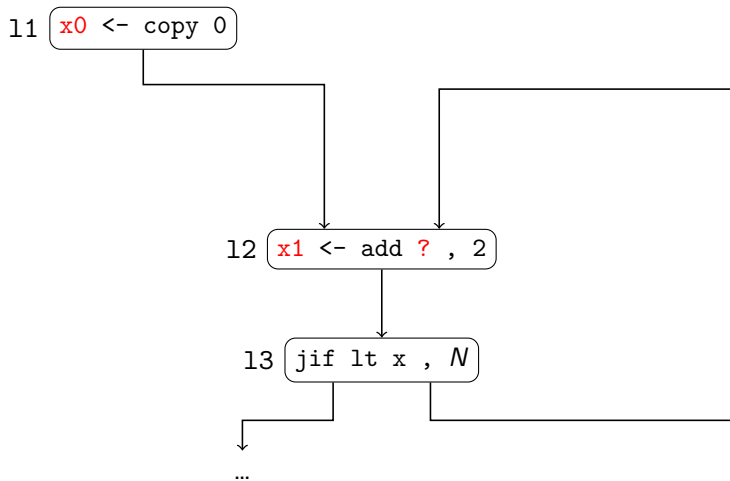 l1 x0 <- copy 0
l2 x1 <- add ? , 2
l3 jif lt x , N
…